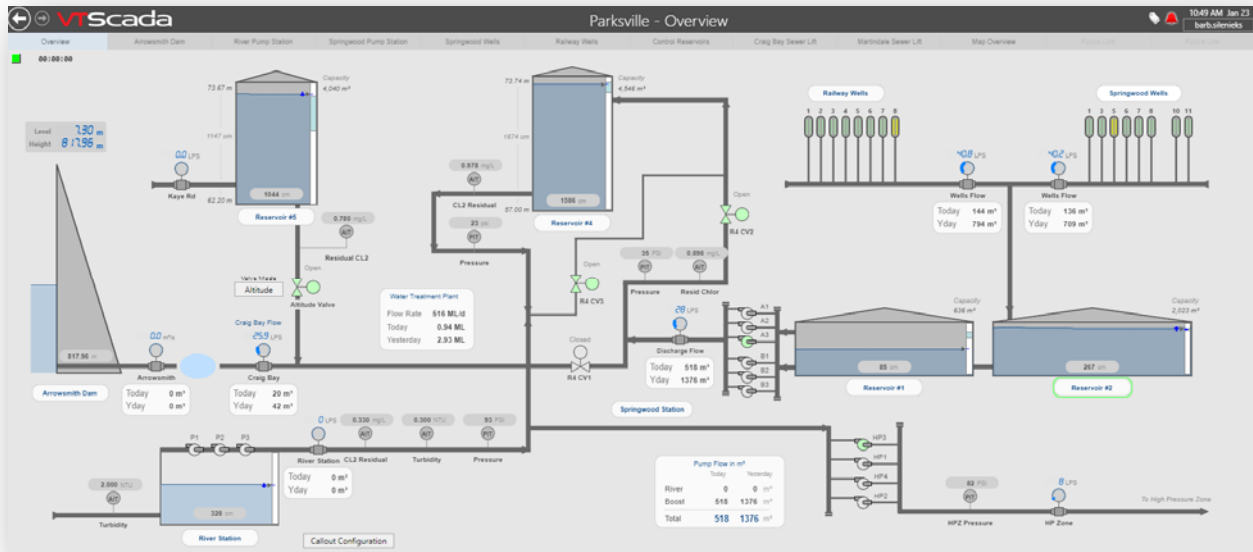 VTScada
Parksville - Overview
10:49 AM Jan 23
barb.silenieks
Overview
Arrowsmith Dam
River Pump Station
Springwood Pump Station
Springwood Wells
Railway Wells
Control Reservoirs
Craig Bay Sewer Lift
Martindale Sewer Lift
Map Overview
00:00:00
Level 7.30 m
Height 817.96 m
73.67 m
Capacity
4,040 m³
1147 cm
62.20 m
1044 cm
Reservoir #5
0.0 LPS
Kaye Rd
0.780 mg/L
AIT
Residual CL2
Valve Mode
Altitude
Open
Altitude Valve
Craig Bay Flow
25.9 LPS
Craig Bay
Today 20 m³
Yday 42 m³
817.96 m
Arrowsmith Dam
0.0 m³/s
Arrowsmith
Today 0 m³
Yday 0 m³
73.74 m
Capacity
4,546 m³
1674 cm
57.00 m
1586 cm
Reservoir #4
0.978 mg/L
AIT
CL2 Residual
23 psi
PIT
Pressure
Water Treatment Plant
Flow Rate 516 ML/d
Today 0.94 ML
Yesterday 2.93 ML
Open
R4 CV3
Open
R4 CV2
Closed
R4 CV1
35 PSI
PIT
Pressure
0.896 mg/L
AIT
Resid Chlor
28 LPS
Discharge Flow
Today 518 m³
Yday 1376 m³
Springwood Station
A1
A2
A3
B1
B2
B3
Railway Wells
1 2 3 4 5 6 7 8
Springwood Wells
1 3 5 6 7 8 10 11
40.8 LPS
Wells Flow
Today 144 m³
Yday 794 m³
40.2 LPS
Wells Flow
Today 136 m³
Yday 709 m³
Capacity
636 m³
85 cm
Reservoir #1
Capacity
2,023 m³
267 cm
Reservoir #2
P1 P2 P3
2.000 NTU
AIT
Turbidity
320 cm
River Station
0 LPS
River Station
Today 0 m³
Yday 0 m³
0.330 mg/L
AIT
CL2 Residual
0.300 NTU
AIT
Turbidity
93 PSI
PIT
Pressure
Callout Configuration
Pump Flow in m³
Today Yesterday
River 0 0 m³
Boost 518 1376 m³
Total 518 1376 m³
HP3
HP1
HP4
HP2
82 PSI
PIT
HPZ Pressure
8 LPS
HP Zone
To High Pressure Zone